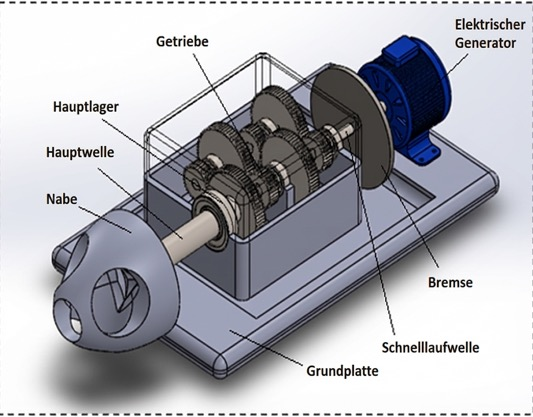 Elektrischer
Generator
Getriebe
Hauptlager
Hauptwelle
Nabe
Bremse
Schnelllaufwelle
Grundplatte